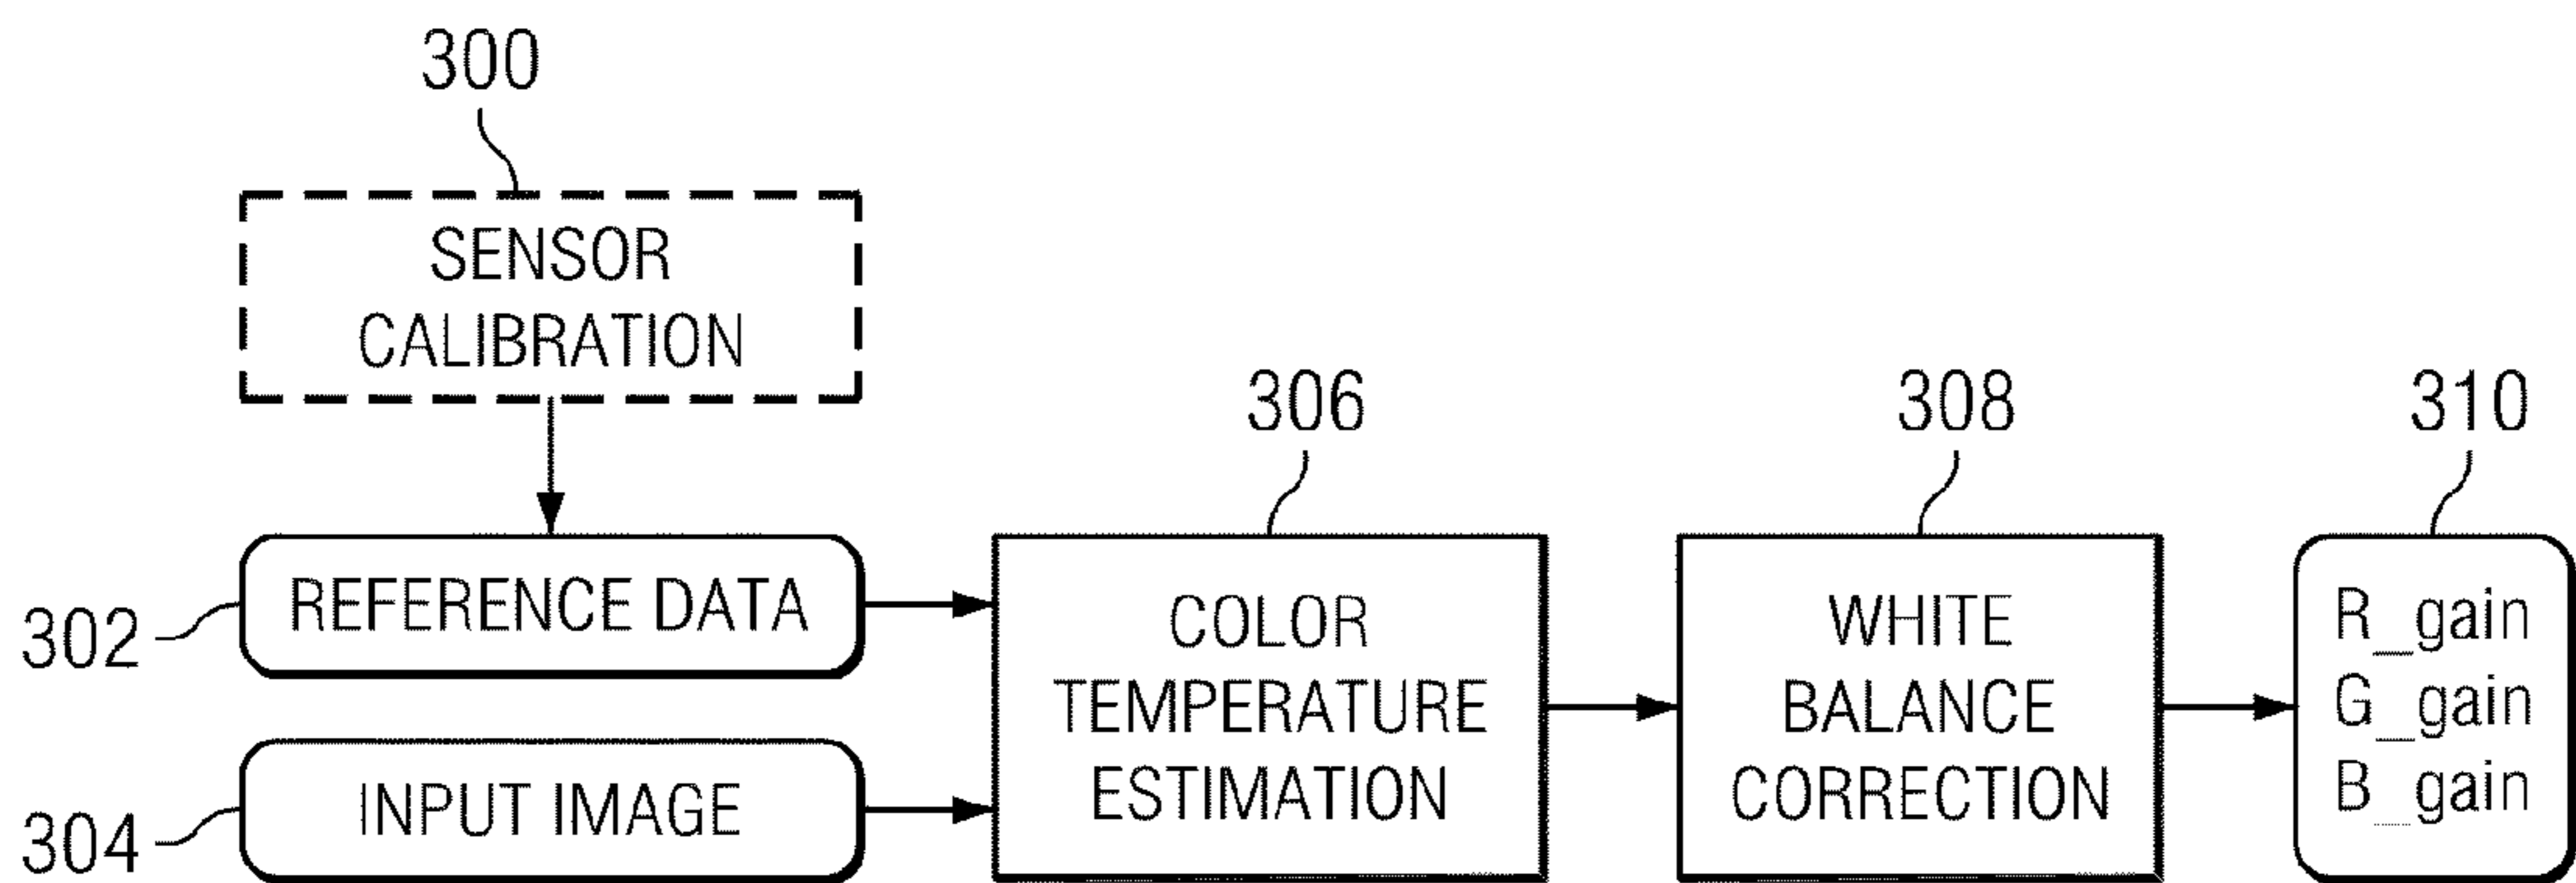 300
SENSOR
CALIBRATION
302
REFERENCE DATA
304
INPUT IMAGE
306
COLOR
TEMPERATURE
ESTIMATION
308
WHITE
BALANCE
CORRECTION
310
R_gain
G_gain
B_gain